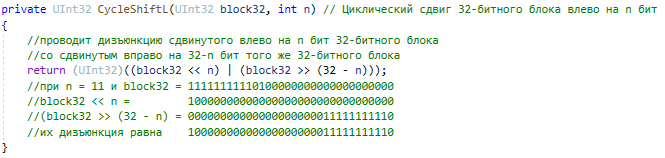 private UInt32 CycleShiftL(UInt32 block32, int n) // Циклический сдвиг 32-битного блока влево на n бит
{
//проводит дизъюнкцию сдвинутого влево на n бит 32-битного блока
//со сдвинутым вправо на 32-n бит того же 32-битного блока
return (UInt32)((block32 << n) | (block32 >> (32 - n)));
//при n = 11 и block32 = 11111111110100000000000000000000
//block32 << n = 10000000000000000000000000000000
//(block32 >> (32 - n) = 00000000000000000000011111111110
//их дизъюнкция равна 10000000000000000000011111111110
}